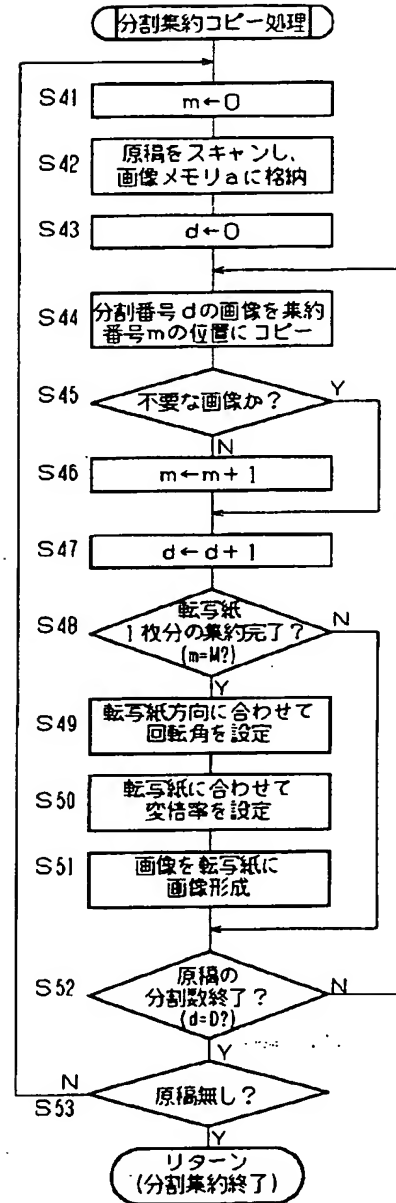 分割集約コピー処理
S41
m←0
S42
原稿をスキャンし、
画像メモリaに格納
S43
d←0
S44
分割番号dの画像を集約
番号mの位置にコピー
S45
不要な画像か?
Y
N
S46
m←m+1
S47
d←d+1
S48
転写紙
1枚分の集約完了?
(m=M?)
N
Y
S49
転写紙方向に合わせて
回転角を設定
S50
転写紙に合わせて
変倍率を設定
S51
画像を転写紙に
画像形成
S52
原稿の
分割数終了?
(d=D?)
N
Y
N
S53
原稿無し?
Y
リターン
(分割集約終了)